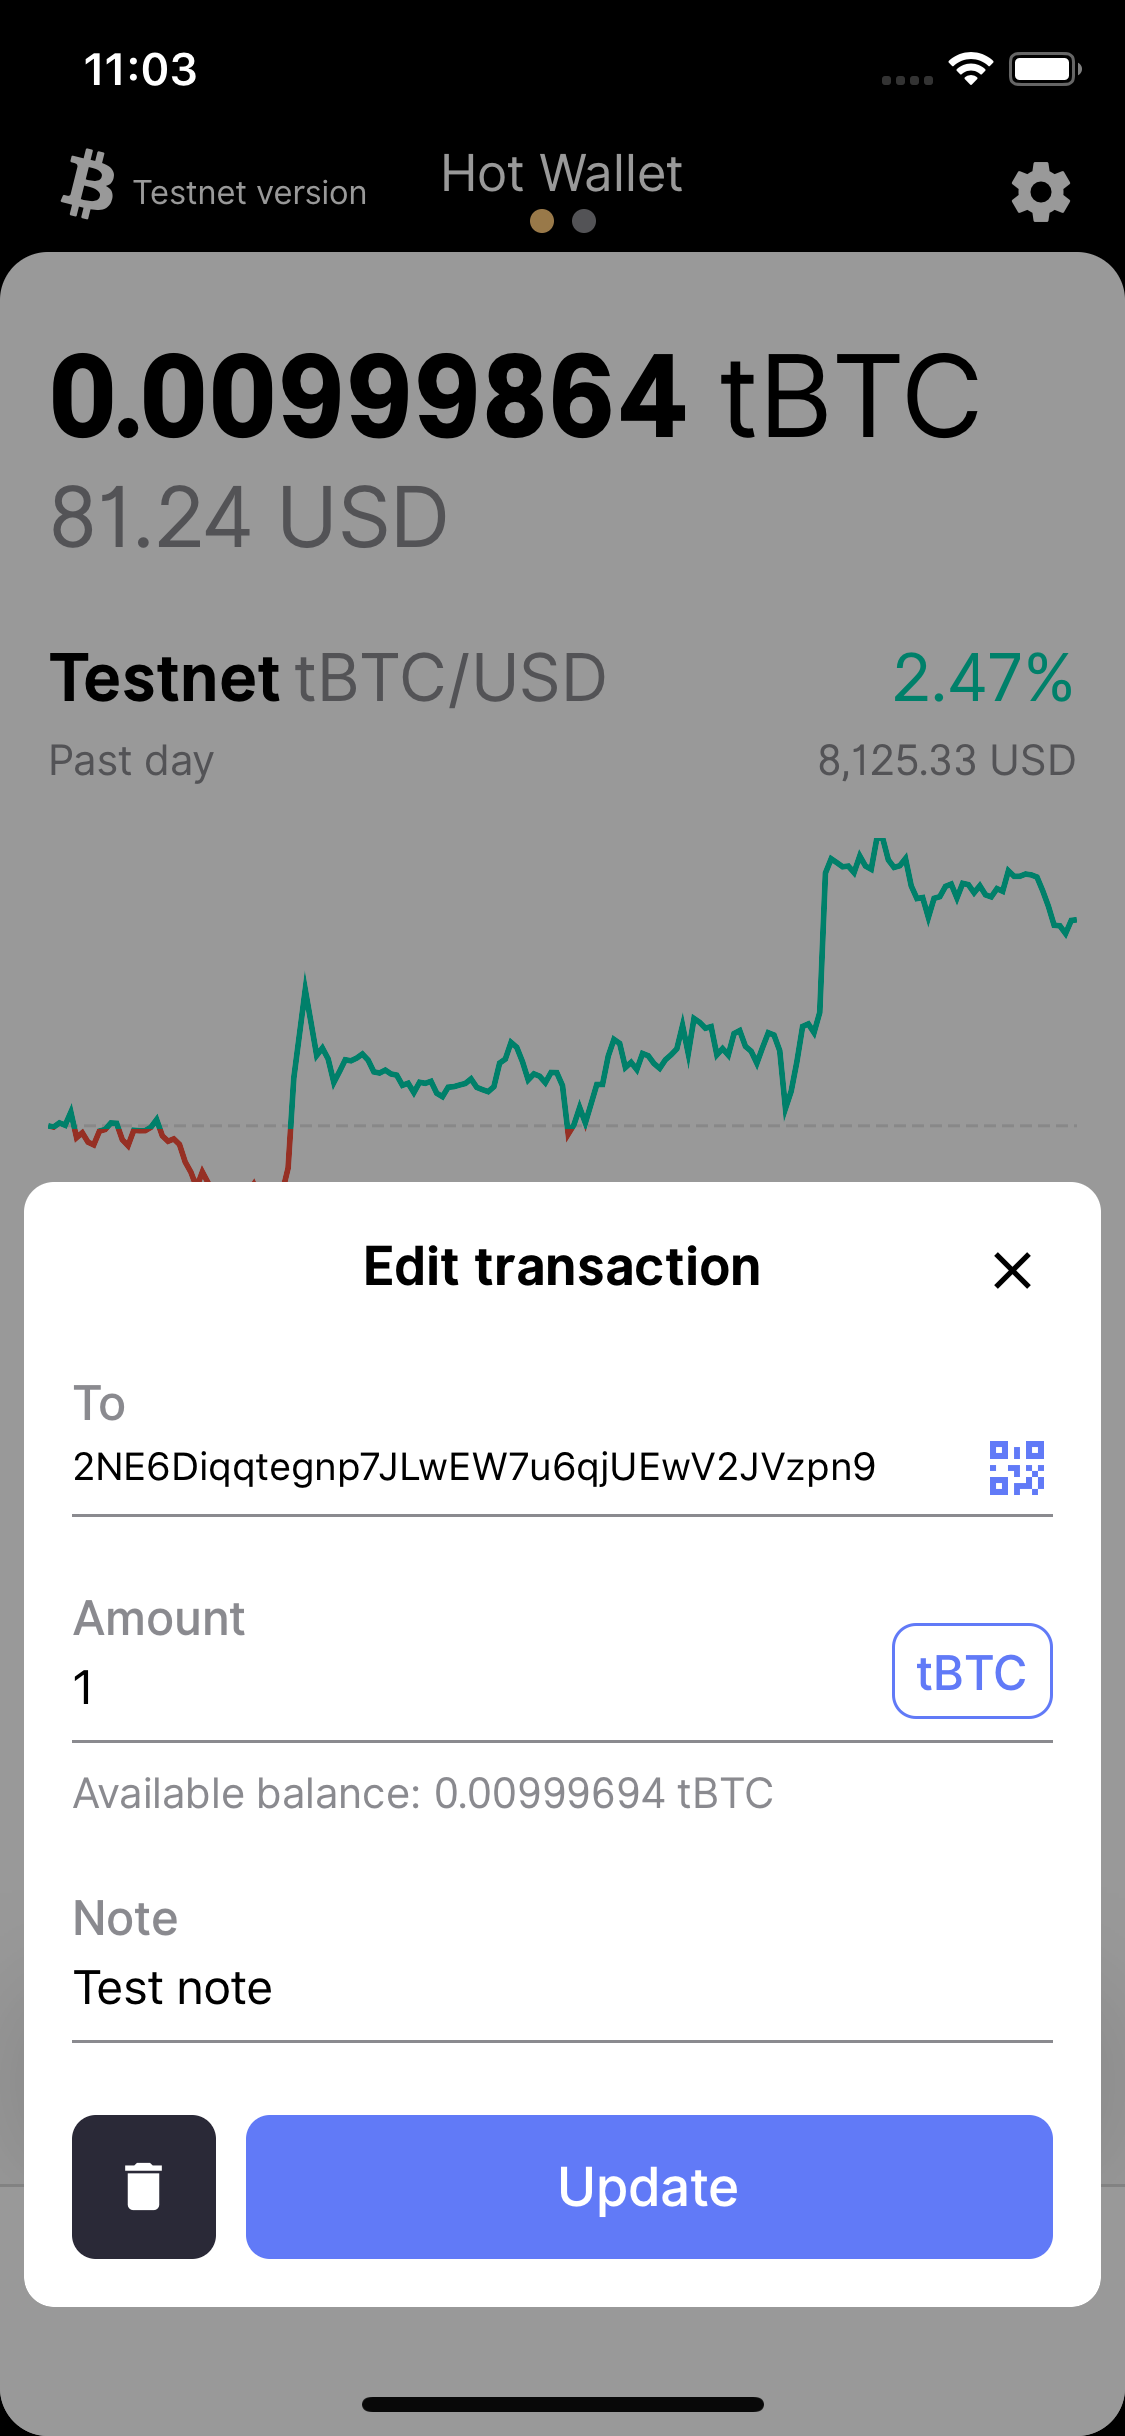 11:03
Testnet version
Hot Wallet
0.00999864 tBTC
81.24 USD
Testnet tBTC/USD
2.47%
Past day
8,125.33 USD
Edit transaction
To
2NE6Diqqtegnp7JLwEW7u6qjUEwV2JVzpn9
Amount
1
tBTC
Available balance: 0.00999694 tBTC
Note
Test note
Update